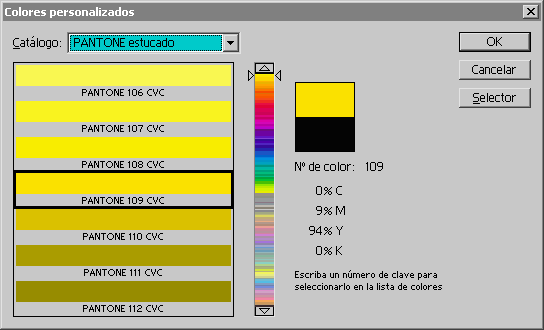 Colores personalizados
Catálogo: PANTONE estucado
OK
Cancelar
Selector
PANTONE 106 CVC
PANTONE 107 CVC
PANTONE 108 CVC
PANTONE 109 CVC
PANTONE 110 CVC
PANTONE 111 CVC
PANTONE 112 CVC
Nº de color: 109
0% C
9% M
94% Y
0% K
Escriba un número de clave para
seleccionarlo en la lista de colores